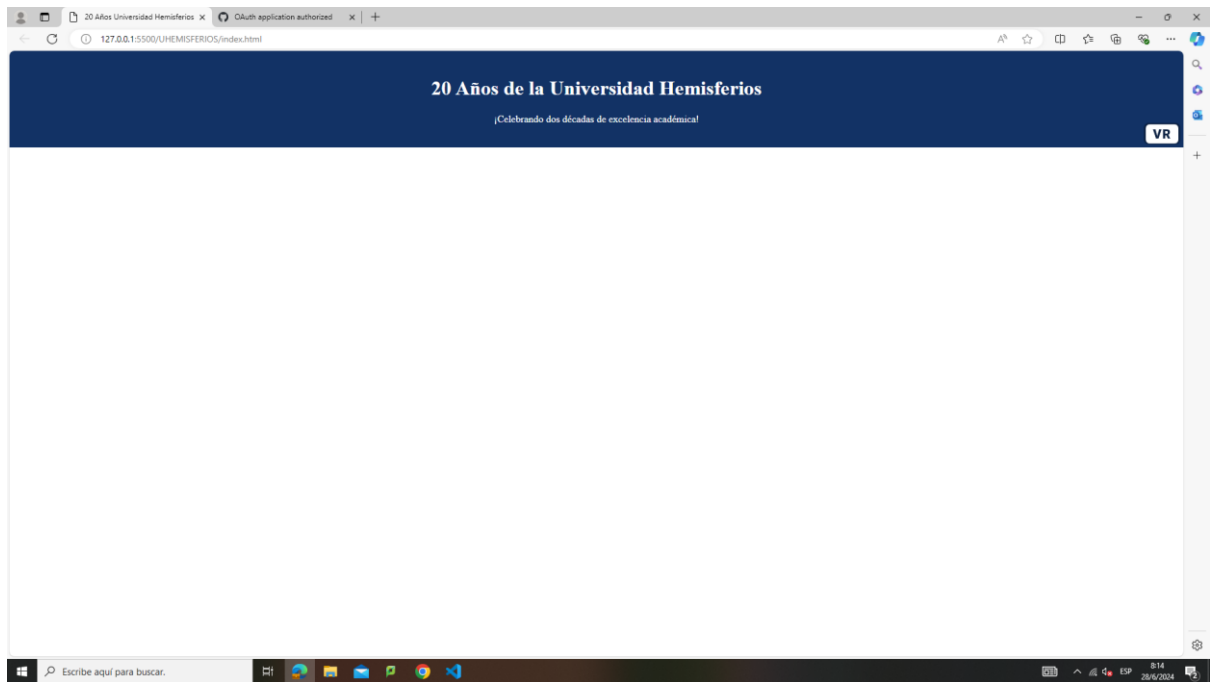 20 Años Universidad Hemisferios
OAuth application authorized
127.0.0.1:5500/UHEMISFERIOS/index.html
20 Años de la Universidad Hemisferios
¡Celebrando dos décadas de excelencia académica!
VR
Escribe aquí para buscar.
ESP
8:14
28/6/2024